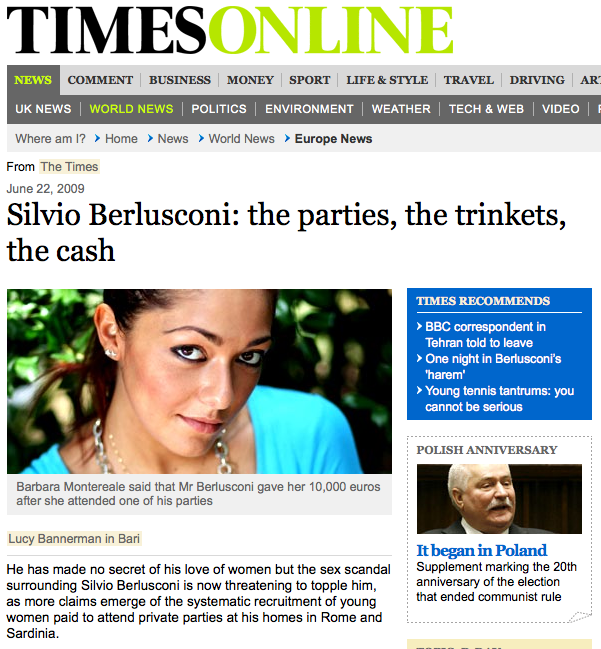 TIMESONLINE
NEWS COMMENT BUSINESS MONEY SPORT LIFE & STYLE TRAVEL DRIVING
UK NEWS WORLD NEWS POLITICS ENVIRONMENT WEATHER TECH & WEB VIDEO
Where am I? Home News World News Europe News
From The Times
June 22, 2009
Silvio Berlusconi: the parties, the trinkets,
the cash
Barbara Montereale said that Mr Berlusconi gave her 10,000 euros
after she attended one of his parties
Lucy Bannerman in Bari
He has made no secret of his love of women but the sex scandal
surrounding Silvio Berlusconi is now threatening to topple him,
as more claims emerge of the systematic recruitment of young
women paid to attend private parties at his homes in Rome and
Sardinia.
TIMES RECOMMENDS
BBC correspondent in
Tehran told to leave
One night in Berlusconi's
'harem'
Young tennis tantrums: you
cannot be serious
POLISH ANNIVERSARY
It began in Poland
Supplement marking the 20th
anniversary of the election
that ended communist rule